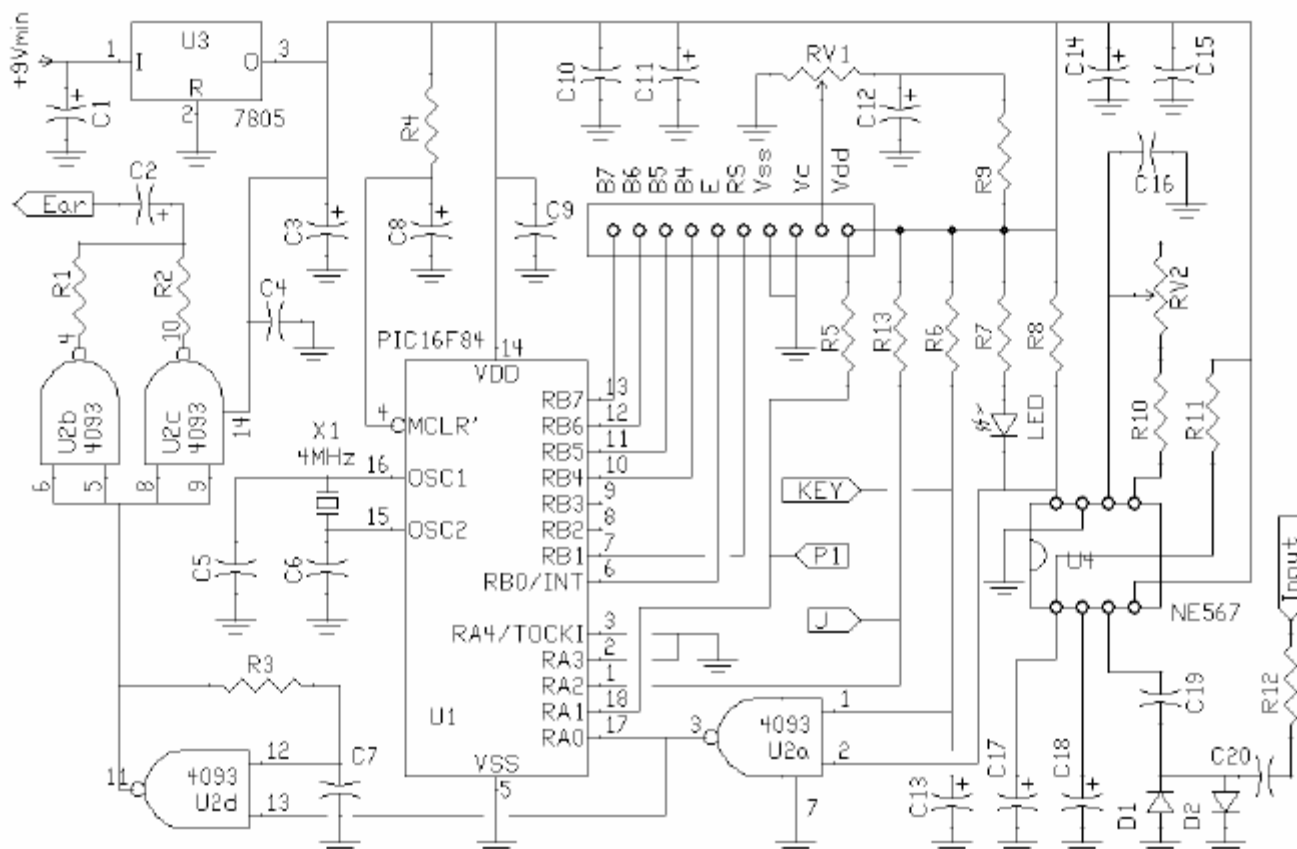 +9Vmin
1
I
U3
O
3
R
2
7805
C1
C2
Ear
R1
R2
4
10
U2b
4093
U2c
4093
14
6
5
8
9
C3
C4
R4
C8
C9
C10
C11
RV1
C12
R9
C14
C15
C16
B7
B6
B5
B4
E
RS
Vss
Vc
Vdd
R5
R13
R6
R7
R8
LED
RV2
R10
R11
PIC16F84
14
VDD
4
MCLR'
X1
4MHz
16
OSC1
15
OSC2
C5
C6
RB7
13
RB6
12
RB5
11
RB4
10
RB3
9
RB2
8
RB1
7
RB0/INT
6
RA4/TOCKI
3
RA3
2
RA2
1
RA1
18
RA0
17
U1
VSS
5
KEY
P1
J
U4
NE567
Input
R3
C7
11
4093
U2d
12
13
3
4093
U2a
1
2
7
C13
C17
C18
C19
C20
R12
D1
D2